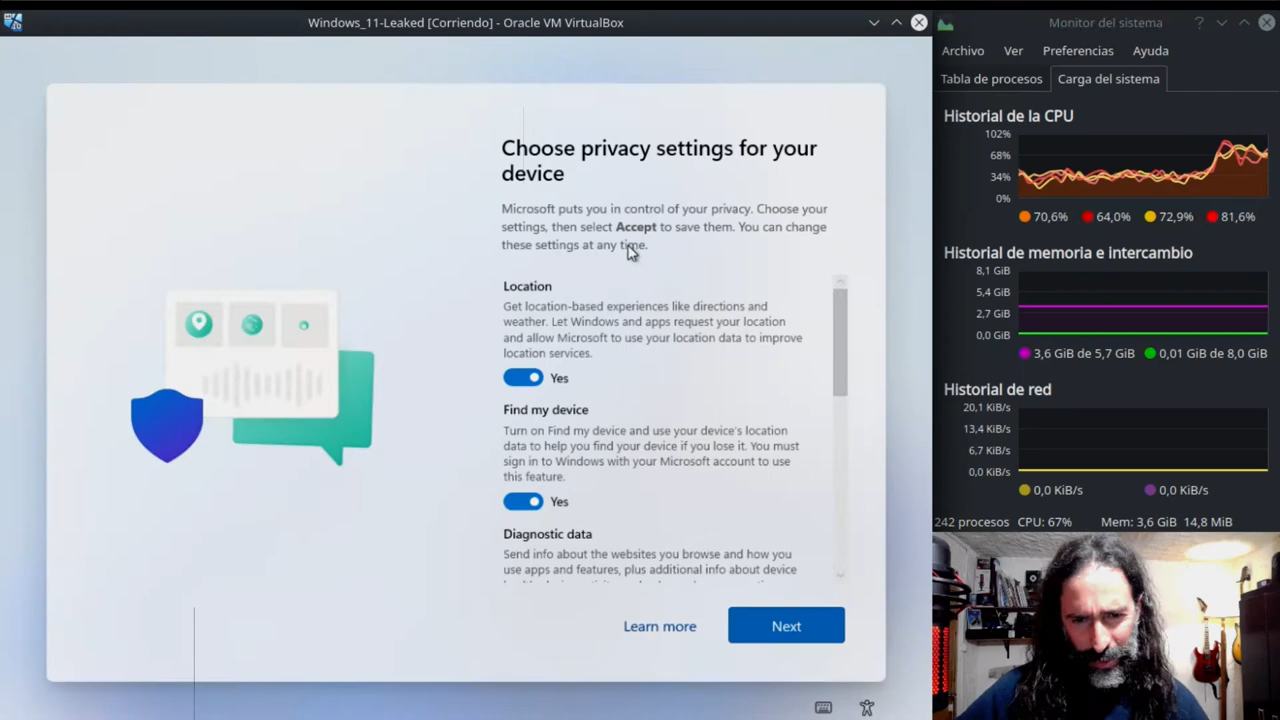 Windows_11-Leaked [Corriendo] - Oracle VM VirtualBox
Choose privacy settings for your
device
Microsoft puts you in control of your privacy. Choose your
settings, then select Accept to save them. You can change
these settings at any time.
Location
Get location-based experiences like directions and
weather. Let Windows and apps request your location
and allow Microsoft to use your location data to improve
location services.
Yes
Find my device
Turn on Find my device and use your device's location
data to help you find your device if you lose it. You must
sign in to Windows with your Microsoft account to use
this feature.
Yes
Diagnostic data
Send info about the websites you browse and how you
use apps and features, plus additional info about device
Learn more
Next
Monitor del sistema
Archivo Ver Preferencias Ayuda
Tabla de procesos Carga del sistema
Historial de la CPU
102%
68%
34%
0%
70,6% 64,0% 72,9% 81,6%
Historial de memoria e intercambio
8,1 GiB
5,4 GiB
2,7 GiB
0,0 GiB
3,6 GiB de 5,7 GiB 0,01 GiB de 8,0 GiB
Historial de red
20,1 KiB/s
13,4 KiB/s
6,7 KiB/s
0,0 KiB/s
0,0 KiB/s 0,0 KiB/s
242 procesos CPU: 67% Mem: 3,6 GiB 14,8 MiB